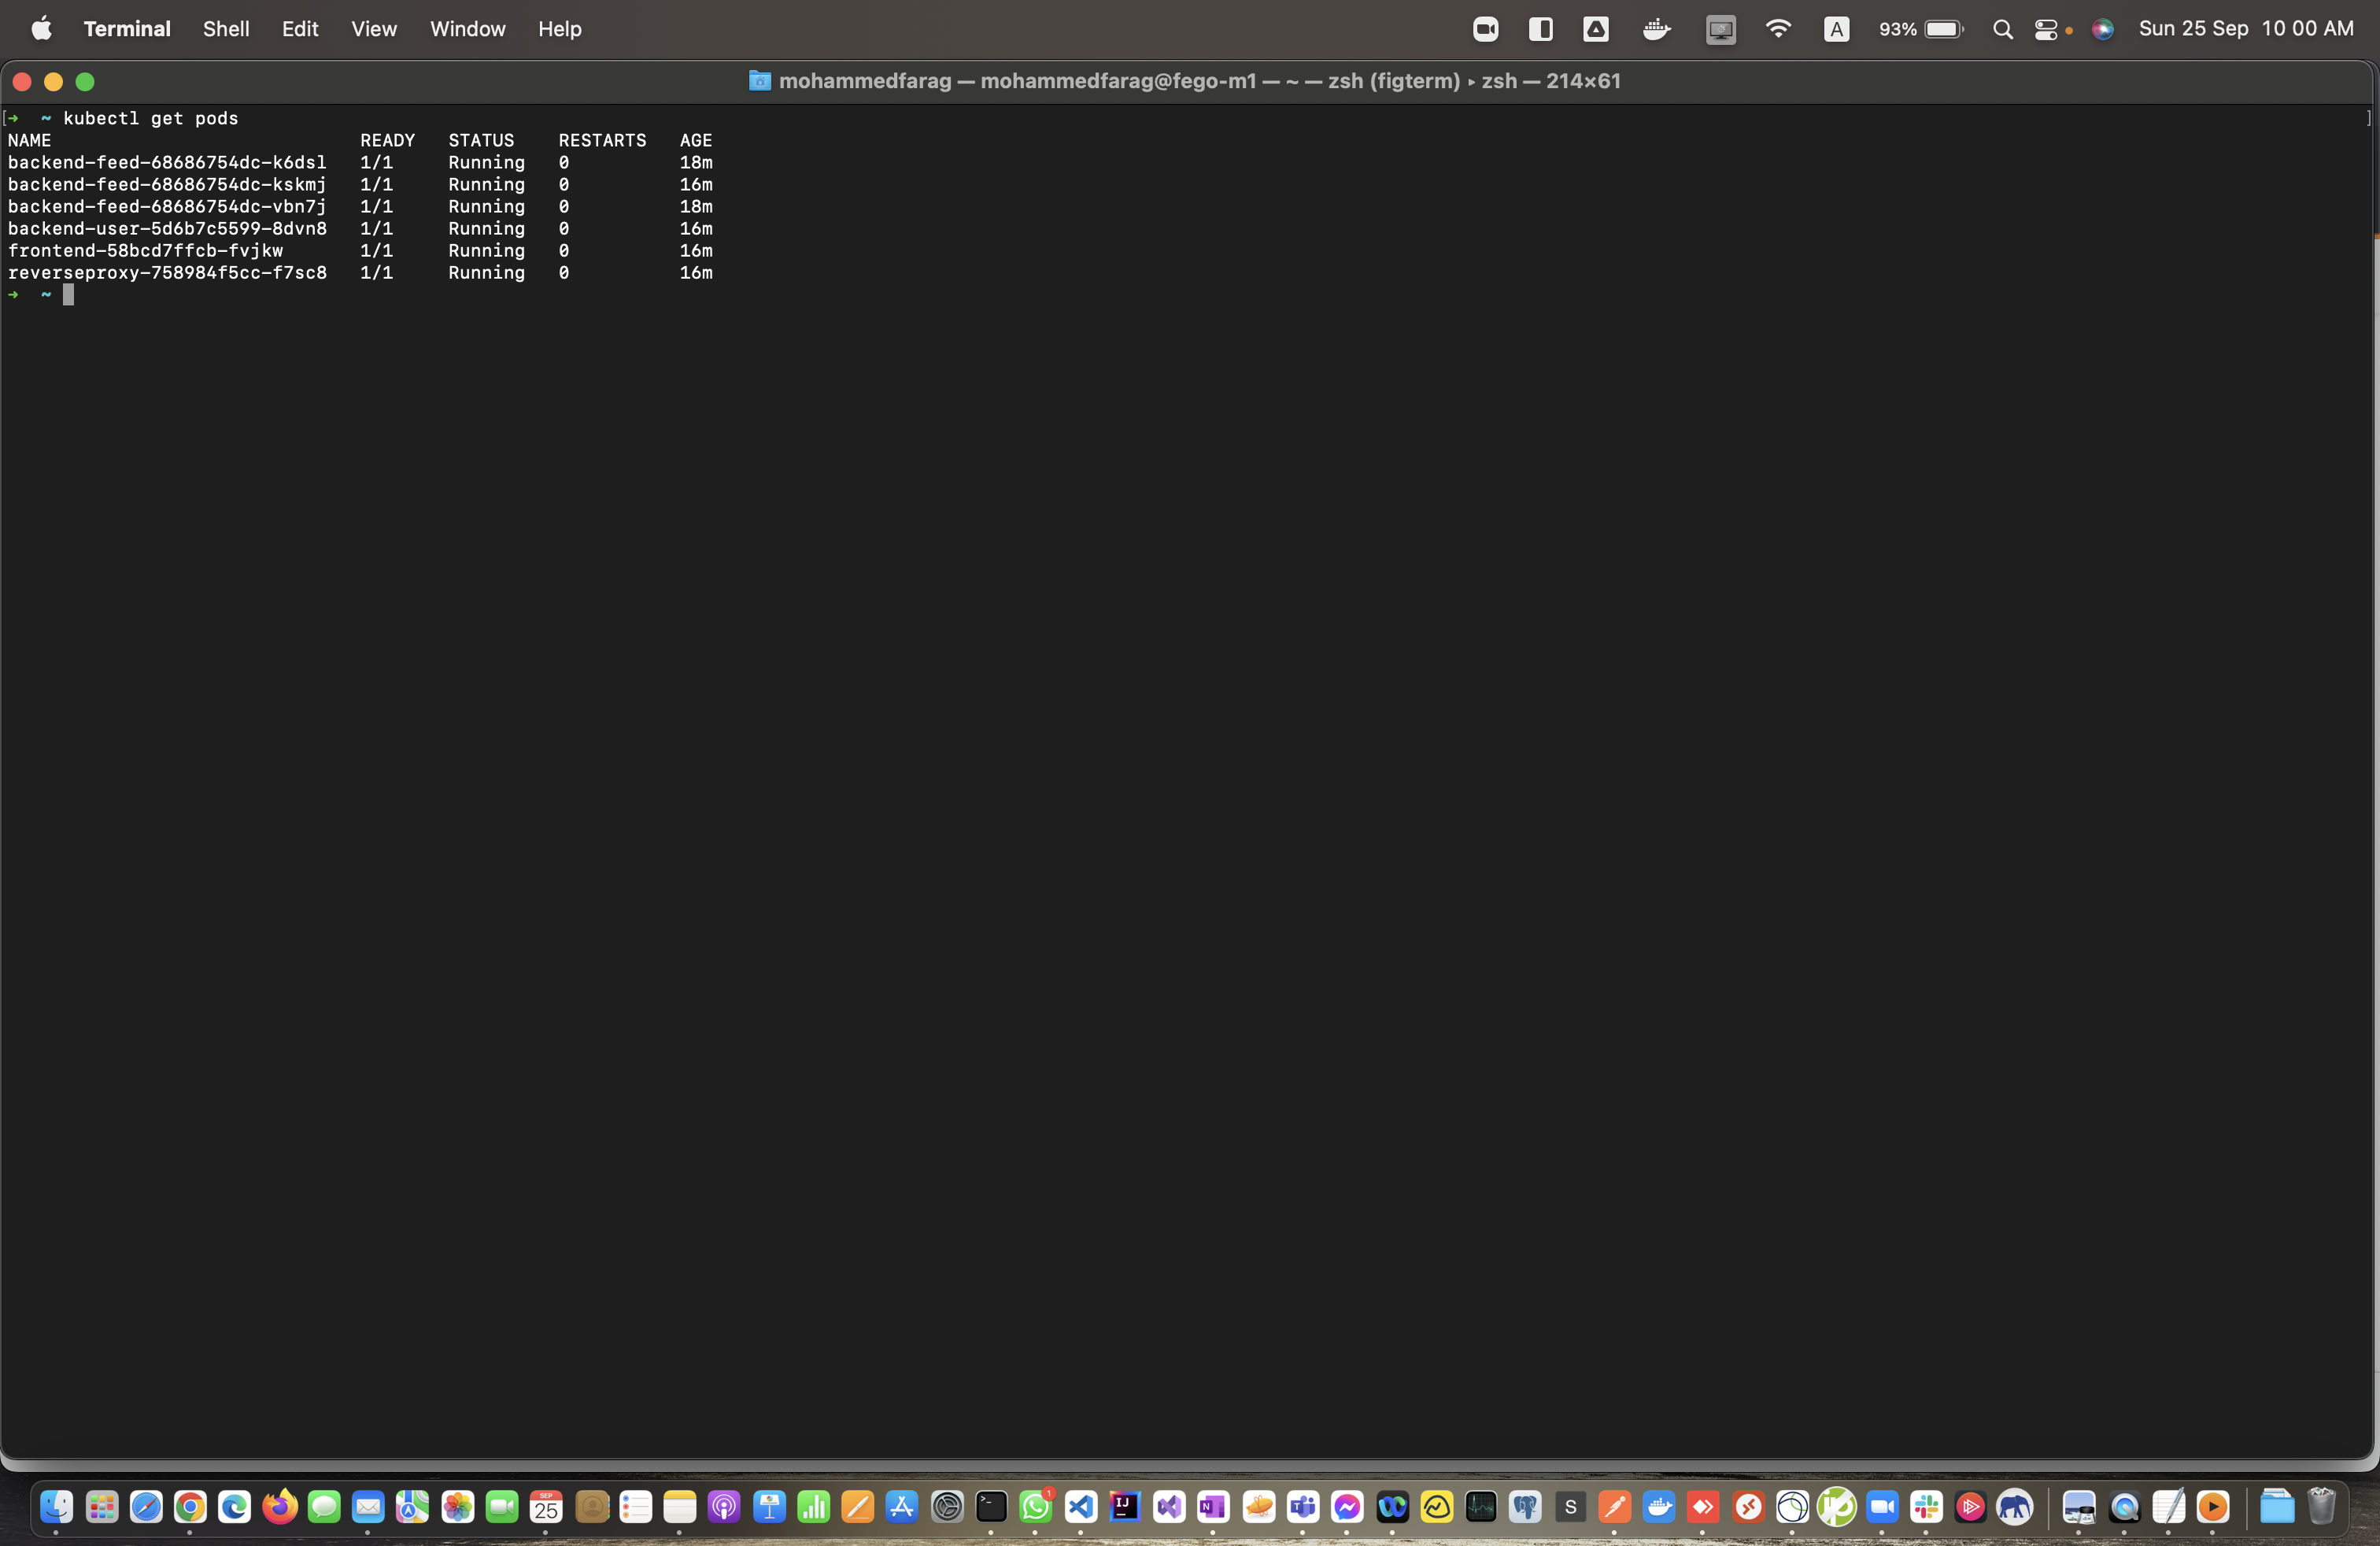 Terminal Shell Edit View Window Help A 93% Sun 25 Sep 10 00 AM
mohammedfarag — mohammedfarag@fego-m1 — ~ — zsh (figterm) ▸ zsh — 214×61
[➜ ~ kubectl get pods ]
NAME READY STATUS RESTARTS AGE
backend-feed-68686754dc-k6dsl 1/1 Running 0 18m
backend-feed-68686754dc-kskmj 1/1 Running 0 16m
backend-feed-68686754dc-vbn7j 1/1 Running 0 18m
backend-user-5d6b7c5599-8dvn8 1/1 Running 0 16m
frontend-58bcd7ffcb-fvjkw 1/1 Running 0 16m
reverseproxy-758984f5cc-f7sc8 1/1 Running 0 16m
➜ ~
SEP
25
>_
1
IJ
N
T
S